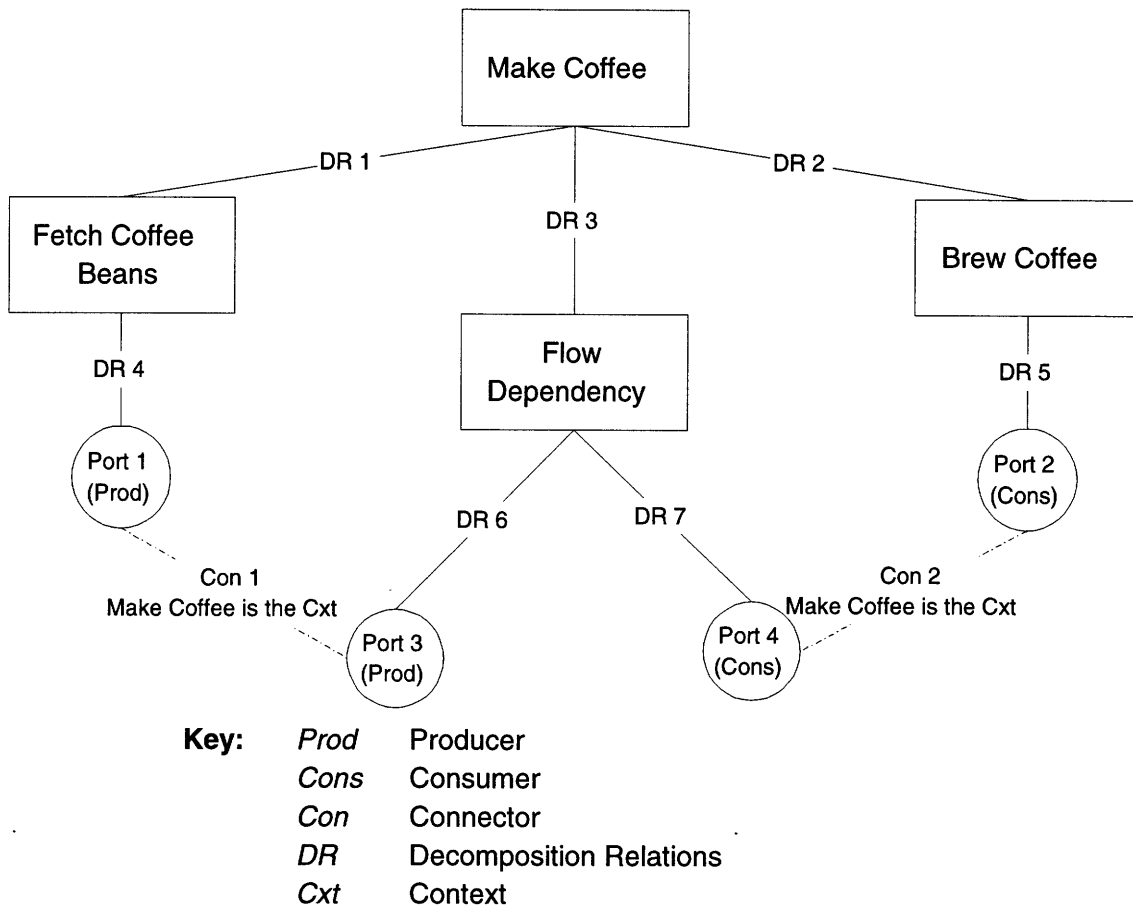 Make Coffee
DR 1
DR 2
DR 3
Fetch Coffee
Beans
Brew Coffee
DR 4
Flow
Dependency
DR 5
Port 1
(Prod)
Port 2
(Cons)
DR 6
DR 7
Con 1
Make Coffee is the Cxt
Con 2
Make Coffee is the Cxt
Port 3
(Prod)
Port 4
(Cons)
Key:
Prod Producer
Cons Consumer
Con Connector
DR Decomposition Relations
Cxt Context